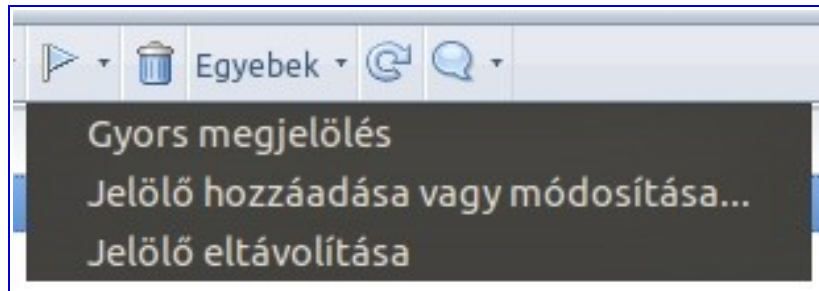 Egyebek
Gyors megjelölés
Jelölő hozzáadása vagy módosítása...
Jelölő eltávolítása